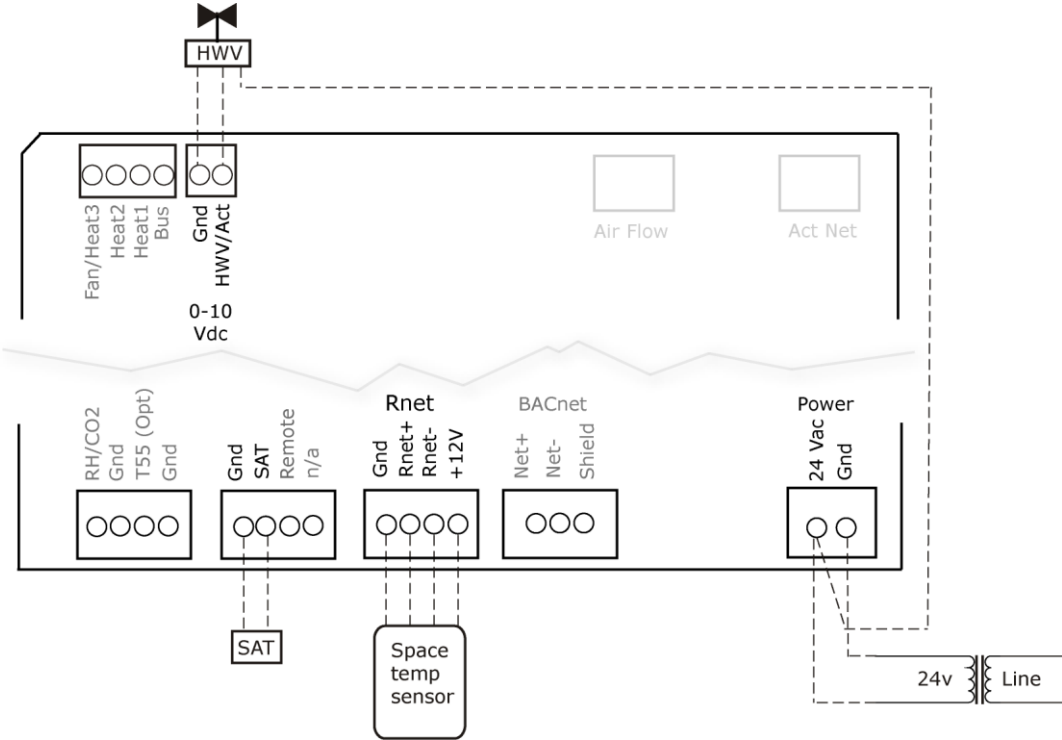 HWV
Fan/Heat3
Heat2
Heat1
Bus
Gnd
HWV/Act
0-10
Vdc
Air Flow
Act Net
RH/CO2
Gnd
T55 (Opt)
Gnd
Gnd
SAT
Remote
n/a
Rnet
Gnd
Rnet+
Rnet-
+12V
BACnet
Net+
Net-
Shield
Power
24 Vac
Gnd
SAT
Space
temp
sensor
24v
Line